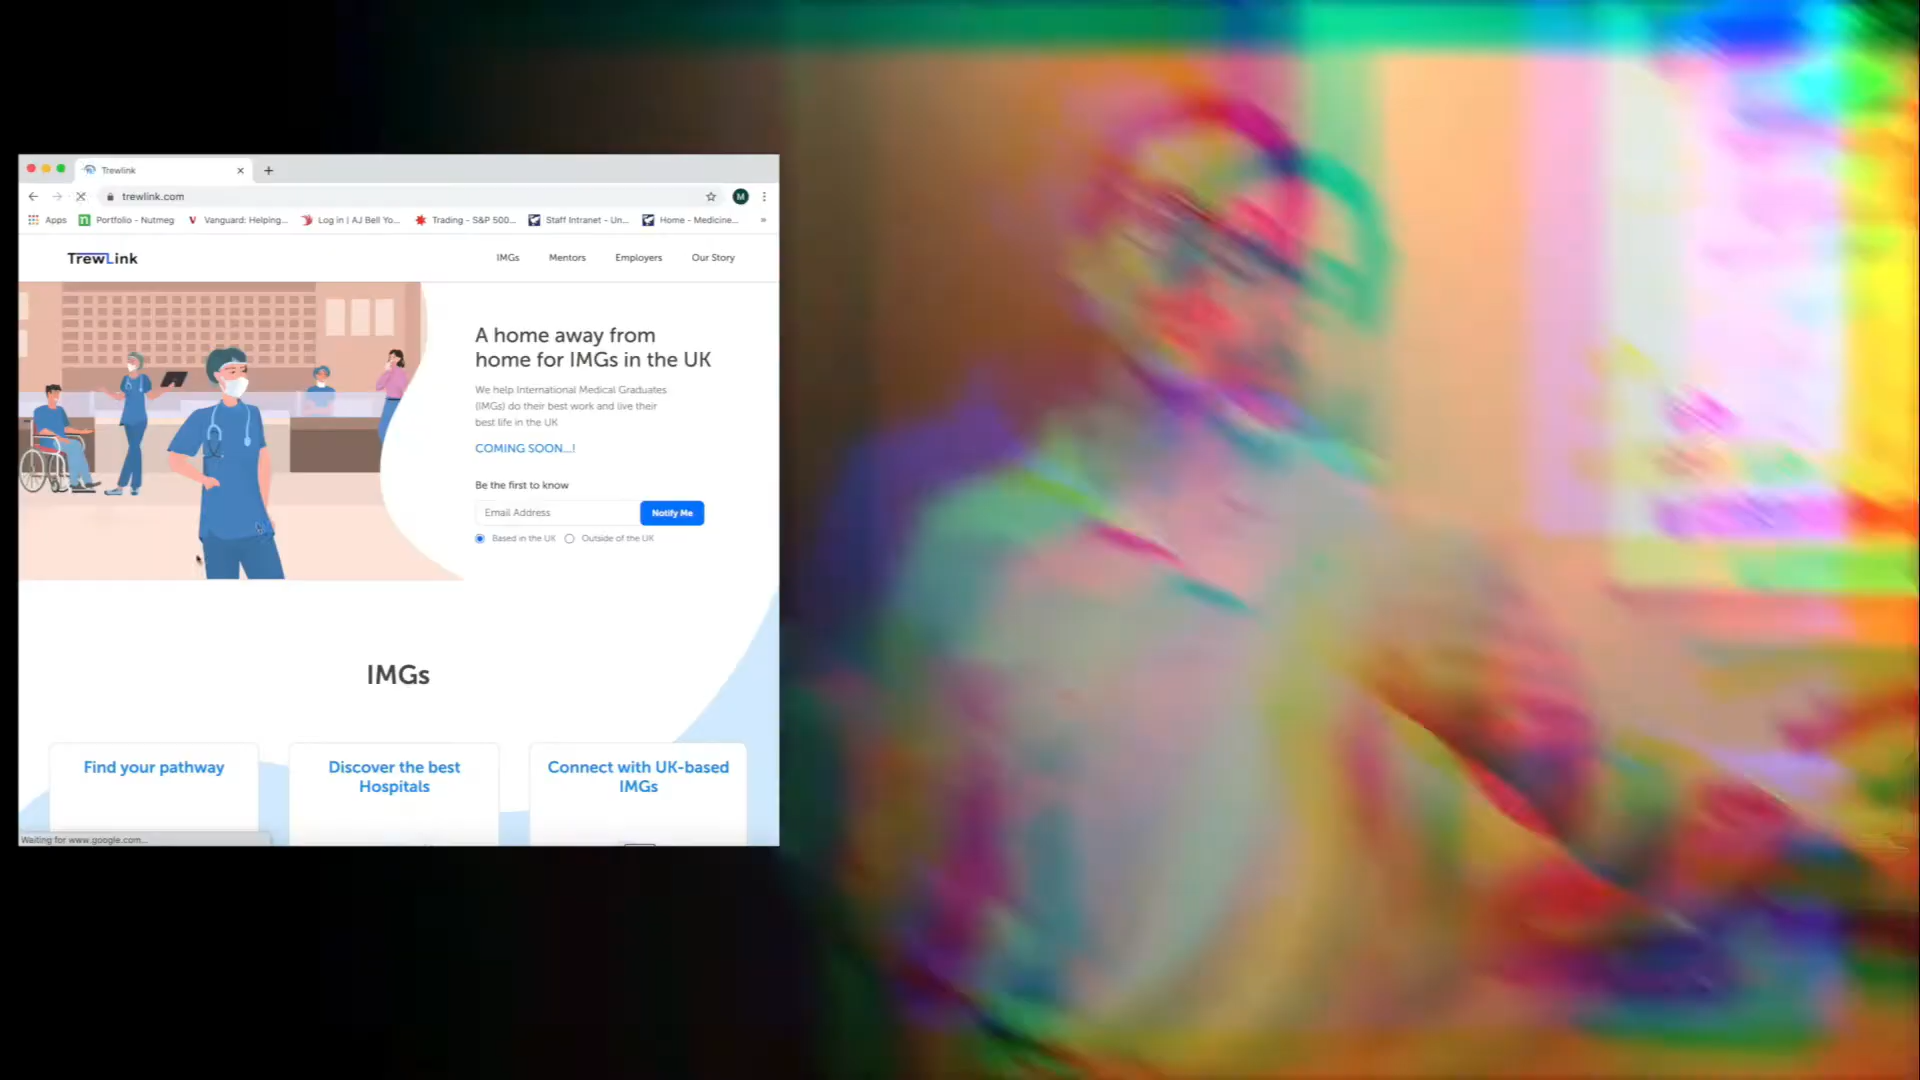 Trewlink
trewlink.com
M
Apps Portfolio - Nutmeg Vanguard: Helping... Log in | AJ Bell Yo... Trading - S&P 500... Staff Intranet - Un... Home - Medicine... »
TrewLink IMGs Mentors Employers Our Story
A home away from
home for IMGs in the UK
We help International Medical Graduates
(IMGs) do their best work and live their
best life in the UK
COMING SOON...!
Be the first to know
Email Address Notify Me
Based in the UK Outside of the UK
IMGs
Find your pathway
Discover the best
Hospitals
Connect with UK-based
IMGs
Waiting for www.google.com...